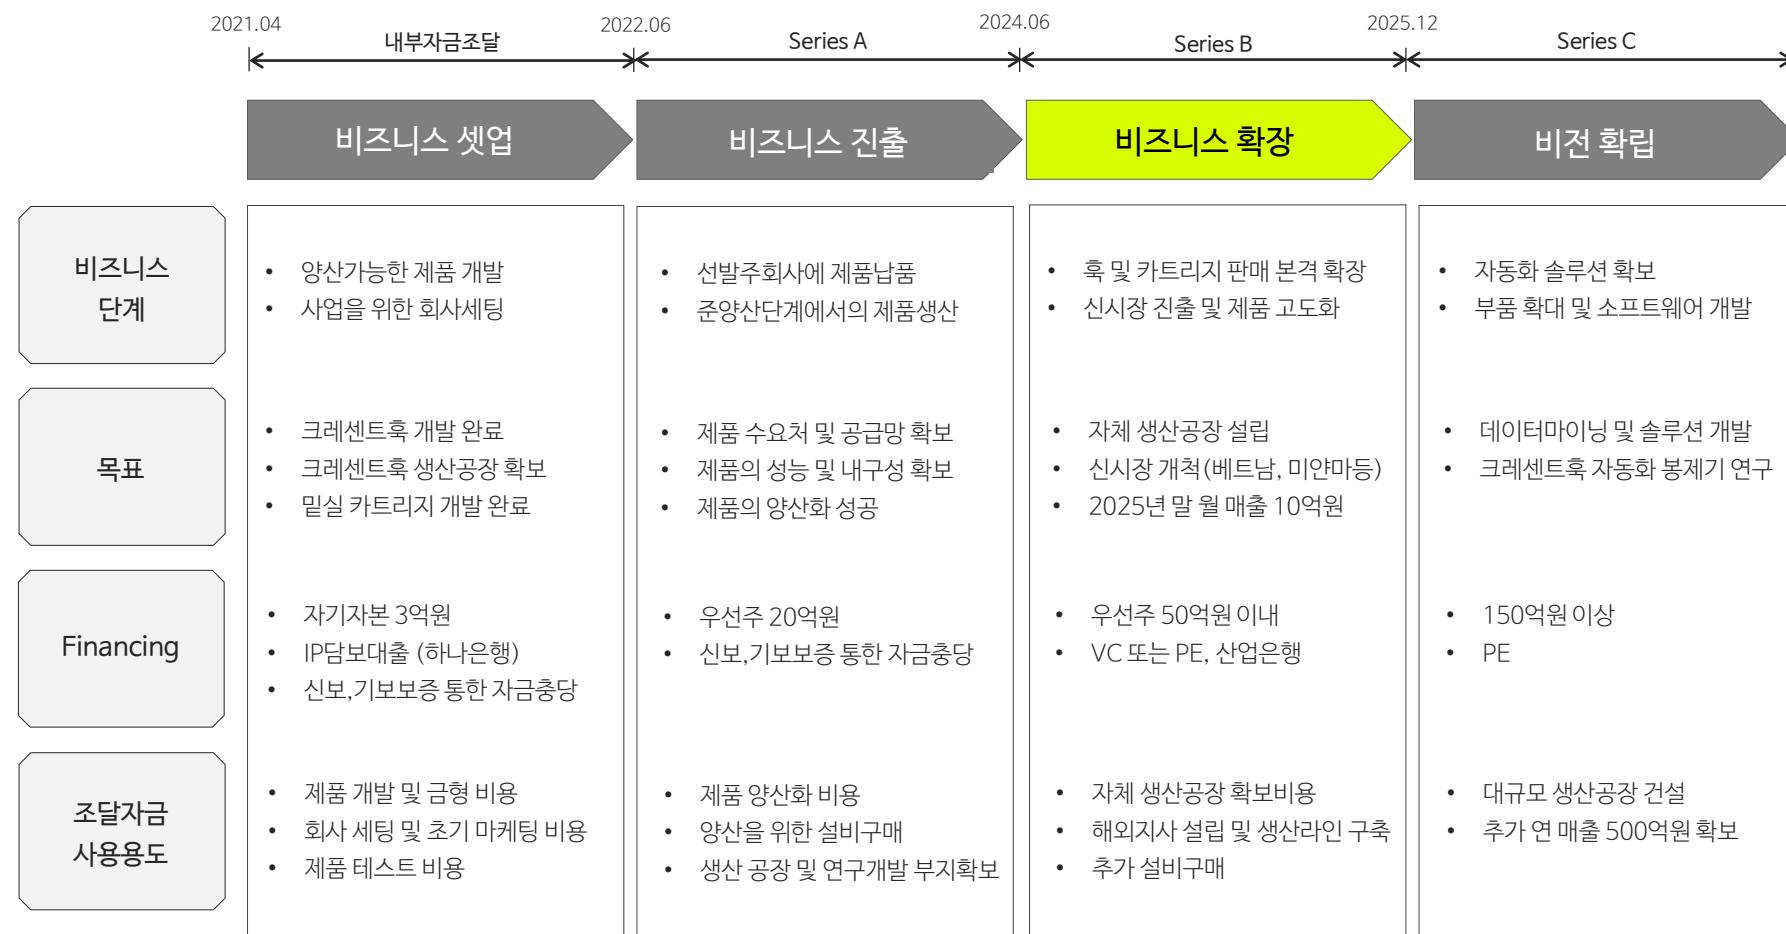 2021.04
내부자금조달
2022.06
Series A
2024.06
Series B
2025.12
Series C
비즈니스 셋업
비즈니스 진출
비즈니스 확장
비전 확립
비즈니스
단계
• 양산가능한 제품 개발
• 사업을 위한 회사세팅
• 선발주회사에 제품납품
• 준양산단계에서의 제품생산
• 훅 및 카트리지 판매 본격 확장
• 신시장 진출 및 제품 고도화
• 자동화 솔루션 확보
• 부품 확대 및 소프트웨어 개발
목표
• 크레센트훅 개발 완료
• 크레센트훅 생산공장 확보
• 밑실 카트리지 개발 완료
• 제품 수요처 및 공급망 확보
• 제품의 성능 및 내구성 확보
• 제품의 양산화 성공
• 자체 생산공장 설립
• 신시장 개척(베트남, 미얀마등)
• 2025년 말 월 매출 10억원
• 데이터마이닝 및 솔루션 개발
• 크레센트훅 자동화 봉제기 연구
Financing
• 자기자본 3억원
• IP담보대출 (하나은행)
• 신보,기보보증 통한 자금충당
• 우선주 20억원
• 신보,기보보증 통한 자금충당
• 우선주 50억원 이내
• VC 또는 PE, 산업은행
• 150억원 이상
• PE
조달자금
사용용도
• 제품 개발 및 금형 비용
• 회사 세팅 및 초기 마케팅 비용
• 제품 테스트 비용
• 제품 양산화 비용
• 양산을 위한 설비구매
• 생산 공장 및 연구개발 부지확보
• 자체 생산공장 확보비용
• 해외지사 설립 및 생산라인 구축
• 추가 설비구매
• 대규모 생산공장 건설
• 추가 연 매출 500억원 확보